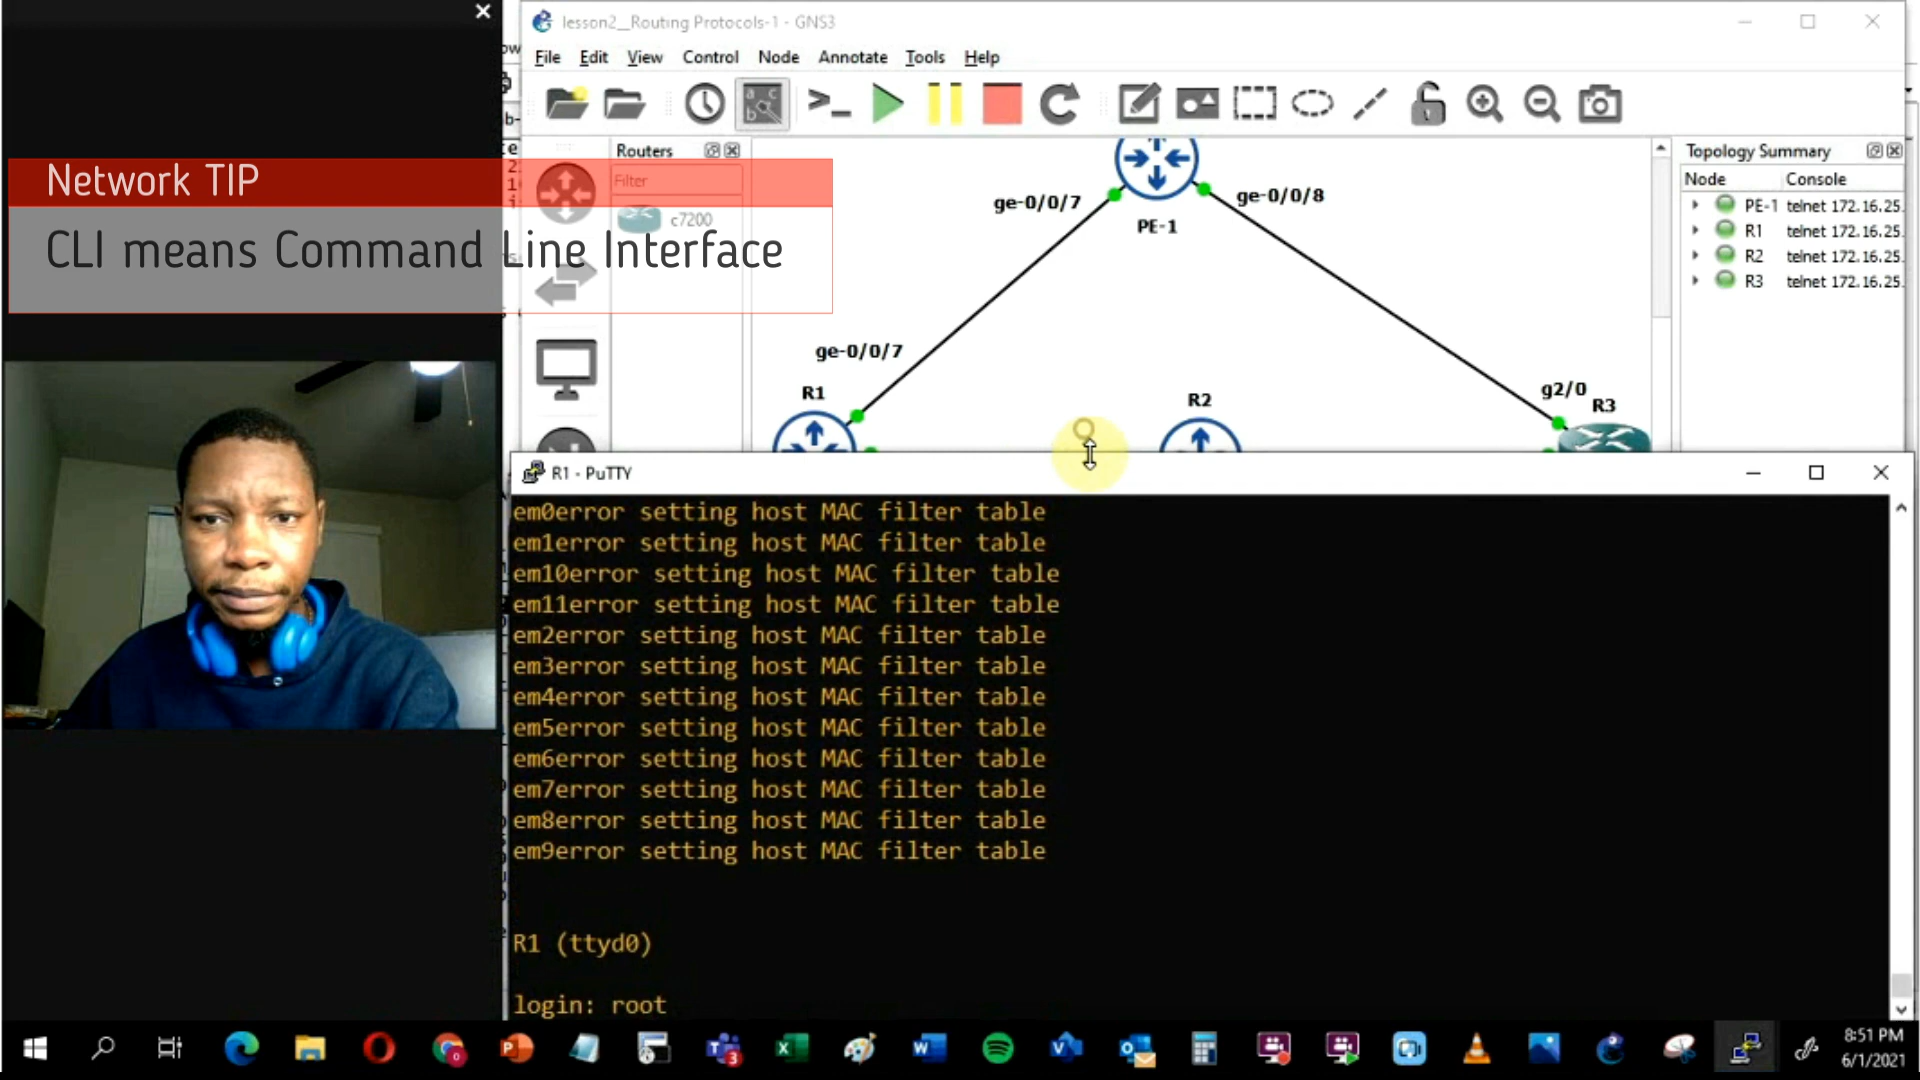 lesson2__Routing Protocols-1 - GNS3
File Edit View Control Node Annotate Tools Help
Routers
Filter
c7200
Network TIP
CLI means Command Line Interface
Topology Summary
Node Console
PE-1 telnet 172.16.25.
R1 telnet 172.16.25.
R2 telnet 172.16.25.
R3 telnet 172.16.25.
ge-0/0/7
ge-0/0/8
PE-1
ge-0/0/7
R1
R2
g2/0
R3
R1 - PuTTY
em0error setting host MAC filter table
em1error setting host MAC filter table
em10error setting host MAC filter table
em11error setting host MAC filter table
em2error setting host MAC filter table
em3error setting host MAC filter table
em4error setting host MAC filter table
em5error setting host MAC filter table
em6error setting host MAC filter table
em7error setting host MAC filter table
em8error setting host MAC filter table
em9error setting host MAC filter table
R1 (ttyd0)
login: root
8:51 PM
6/1/2021